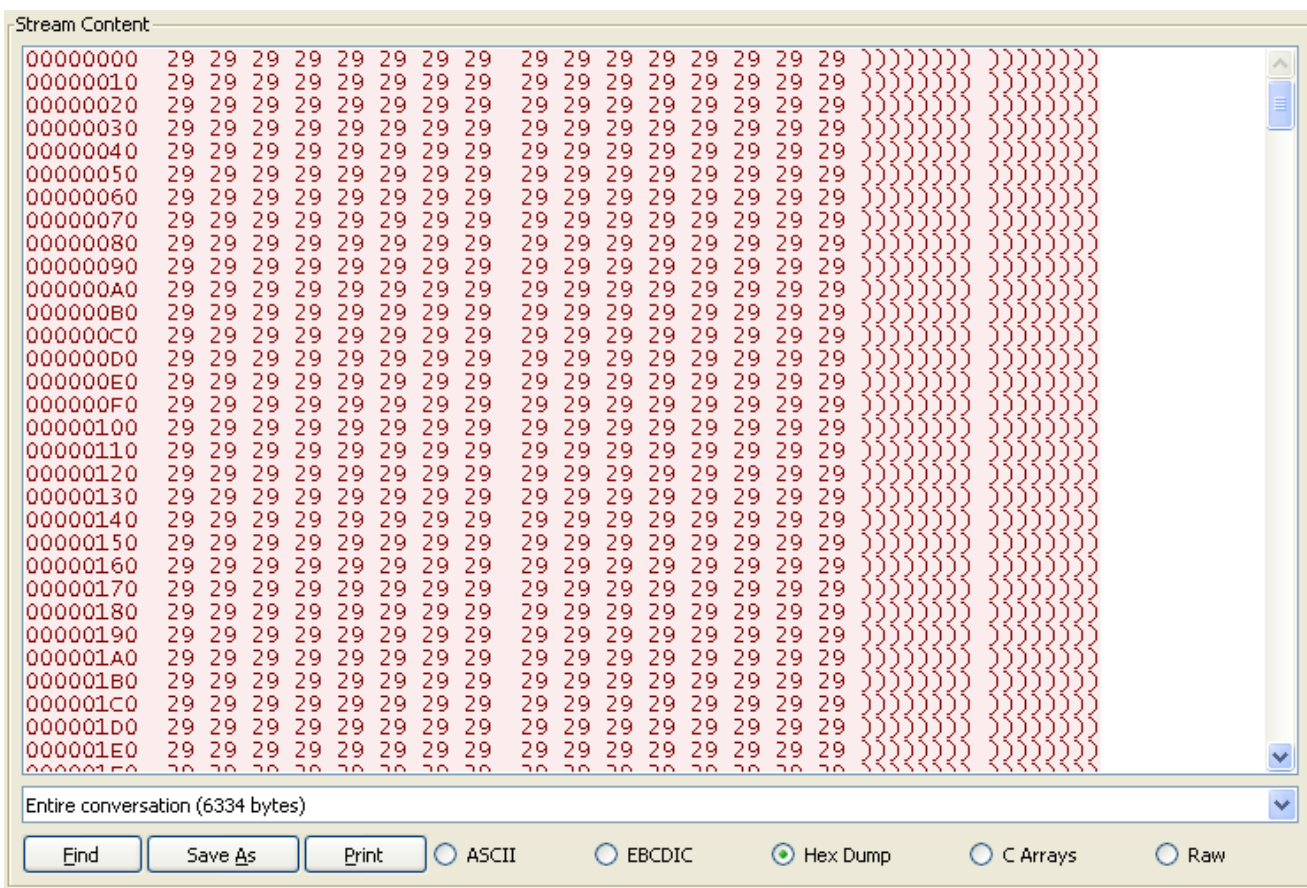 Stream Content
00000000 29 29 29 29 29 29 29 29 29 29 29 29 29 29 29 29 )))))))) ))))))))
00000010 29 29 29 29 29 29 29 29 29 29 29 29 29 29 29 29 )))))))) ))))))))
00000020 29 29 29 29 29 29 29 29 29 29 29 29 29 29 29 29 )))))))) ))))))))
00000030 29 29 29 29 29 29 29 29 29 29 29 29 29 29 29 29 )))))))) ))))))))
00000040 29 29 29 29 29 29 29 29 29 29 29 29 29 29 29 29 )))))))) ))))))))
00000050 29 29 29 29 29 29 29 29 29 29 29 29 29 29 29 29 )))))))) ))))))))
00000060 29 29 29 29 29 29 29 29 29 29 29 29 29 29 29 29 )))))))) ))))))))
00000070 29 29 29 29 29 29 29 29 29 29 29 29 29 29 29 29 )))))))) ))))))))
00000080 29 29 29 29 29 29 29 29 29 29 29 29 29 29 29 29 )))))))) ))))))))
00000090 29 29 29 29 29 29 29 29 29 29 29 29 29 29 29 29 )))))))) ))))))))
000000A0 29 29 29 29 29 29 29 29 29 29 29 29 29 29 29 29 )))))))) ))))))))
000000B0 29 29 29 29 29 29 29 29 29 29 29 29 29 29 29 29 )))))))) ))))))))
000000C0 29 29 29 29 29 29 29 29 29 29 29 29 29 29 29 29 )))))))) ))))))))
000000D0 29 29 29 29 29 29 29 29 29 29 29 29 29 29 29 29 )))))))) ))))))))
000000E0 29 29 29 29 29 29 29 29 29 29 29 29 29 29 29 29 )))))))) ))))))))
000000F0 29 29 29 29 29 29 29 29 29 29 29 29 29 29 29 29 )))))))) ))))))))
00000100 29 29 29 29 29 29 29 29 29 29 29 29 29 29 29 29 )))))))) ))))))))
00000110 29 29 29 29 29 29 29 29 29 29 29 29 29 29 29 29 )))))))) ))))))))
00000120 29 29 29 29 29 29 29 29 29 29 29 29 29 29 29 29 )))))))) ))))))))
00000130 29 29 29 29 29 29 29 29 29 29 29 29 29 29 29 29 )))))))) ))))))))
00000140 29 29 29 29 29 29 29 29 29 29 29 29 29 29 29 29 )))))))) ))))))))
00000150 29 29 29 29 29 29 29 29 29 29 29 29 29 29 29 29 )))))))) ))))))))
00000160 29 29 29 29 29 29 29 29 29 29 29 29 29 29 29 29 )))))))) ))))))))
00000170 29 29 29 29 29 29 29 29 29 29 29 29 29 29 29 29 )))))))) ))))))))
00000180 29 29 29 29 29 29 29 29 29 29 29 29 29 29 29 29 )))))))) ))))))))
00000190 29 29 29 29 29 29 29 29 29 29 29 29 29 29 29 29 )))))))) ))))))))
000001A0 29 29 29 29 29 29 29 29 29 29 29 29 29 29 29 29 )))))))) ))))))))
000001B0 29 29 29 29 29 29 29 29 29 29 29 29 29 29 29 29 )))))))) ))))))))
000001C0 29 29 29 29 29 29 29 29 29 29 29 29 29 29 29 29 )))))))) ))))))))
000001D0 29 29 29 29 29 29 29 29 29 29 29 29 29 29 29 29 )))))))) ))))))))
000001E0 29 29 29 29 29 29 29 29 29 29 29 29 29 29 29 29 )))))))) ))))))))
Entire conversation (6334 bytes)
Find Save As Print ASCII EBCDIC Hex Dump C Arrays Raw